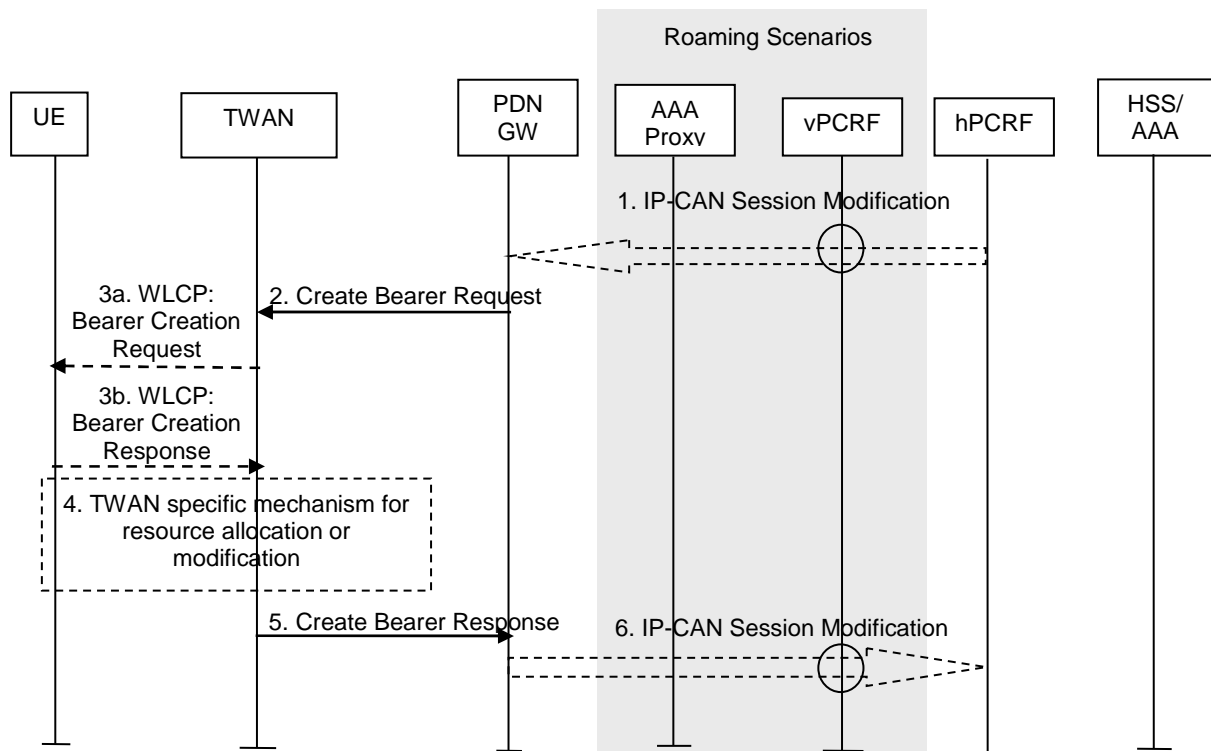 Roaming Scenarios
UE
TWAN
PDN
GW
AAA
Proxy
vPCRF
hPCRF
HSS/
AAA
1. IP-CAN Session Modification
2. Create Bearer Request
3a. WLCP:
Bearer Creation
Request
3b. WLCP:
Bearer Creation
Response
4. TWAN specific mechanism for
resource allocation or
modification
5. Create Bearer Response
6. IP-CAN Session Modification